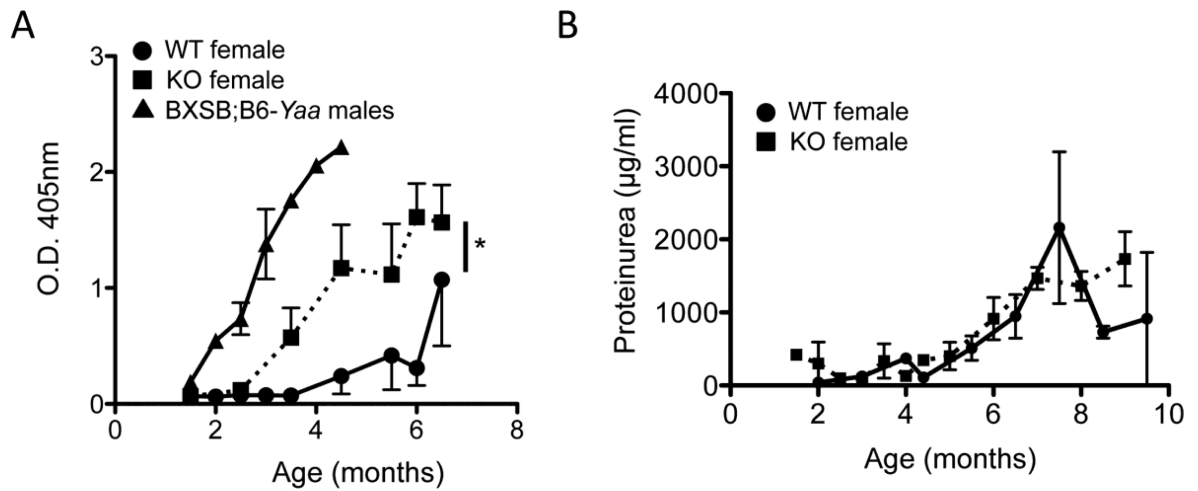 A
WT female
KO female
BXSB;B6-Yaa males
3
2
1
0
O.D. 405nm
*
0
2
4
6
8
Age (months)
B
WT female
KO female
4000
3000
2000
1000
0
Proteinurea (µg/ml)
0
2
4
6
8
10
Age (months)